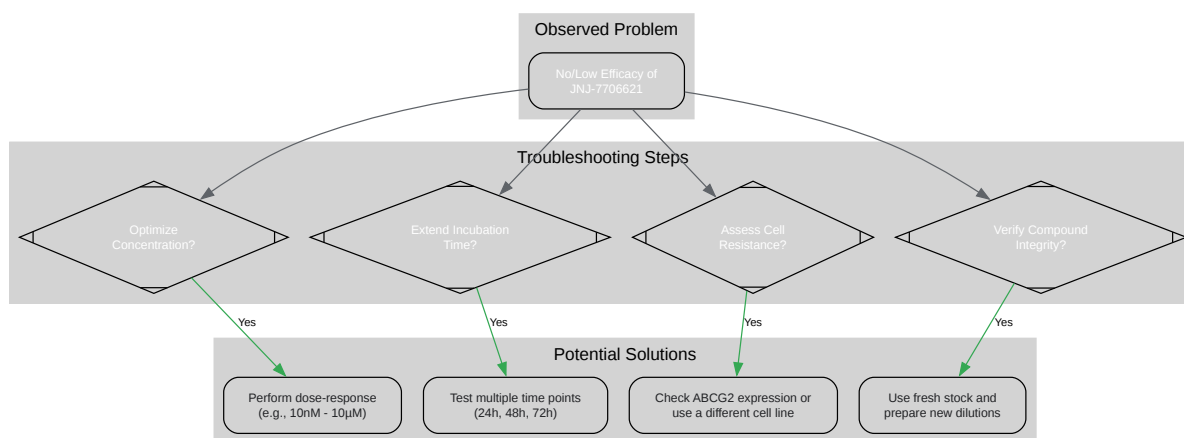 Observed Problem
No/Low Efficacy of
JNJ-7706621
Troubleshooting Steps
Optimize
Concentration?
Extend Incubation
Time?
Assess Cell
Resistance?
Verify Compound
Integrity?
Yes
Yes
Yes
Yes
Potential Solutions
Perform dose-response
(e.g., 10nM - 10µM)
Test multiple time points
(24h, 48h, 72h)
Check ABCG2 expression or
use a different cell line
Use fresh stock and
prepare new dilutions